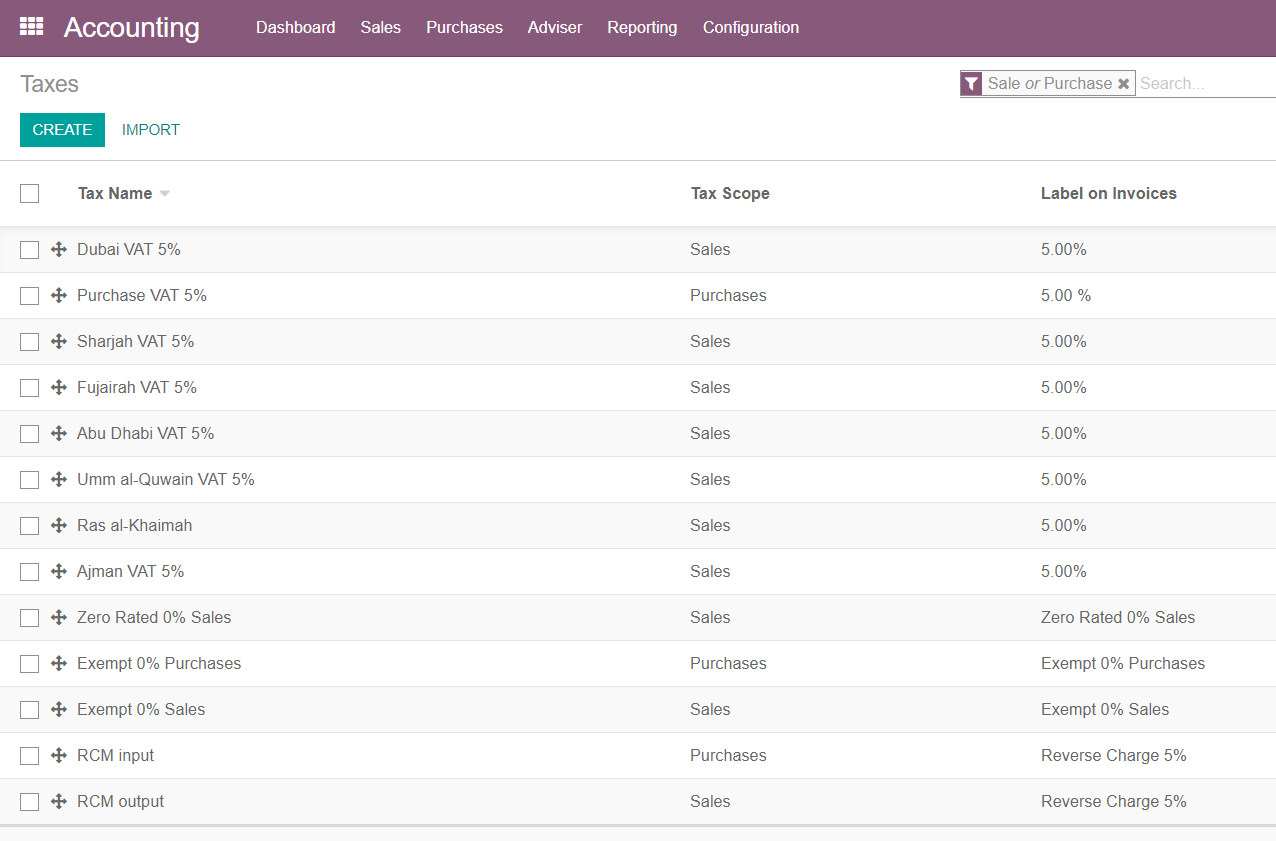 Accounting Dashboard Sales Purchases Adviser Reporting Configuration
Taxes Sale or Purchase Search...
CREATE IMPORT
Tax Name Tax Scope Label on Invoices
Dubai VAT 5% Sales 5.00%
Purchase VAT 5% Purchases 5.00 %
Sharjah VAT 5% Sales 5.00%
Fujairah VAT 5% Sales 5.00%
Abu Dhabi VAT 5% Sales 5.00%
Umm al-Quwain VAT 5% Sales 5.00%
Ras al-Khaimah Sales 5.00%
Ajman VAT 5% Sales 5.00%
Zero Rated 0% Sales Sales Zero Rated 0% Sales
Exempt 0% Purchases Purchases Exempt 0% Purchases
Exempt 0% Sales Sales Exempt 0% Sales
RCM input Purchases Reverse Charge 5%
RCM output Sales Reverse Charge 5%